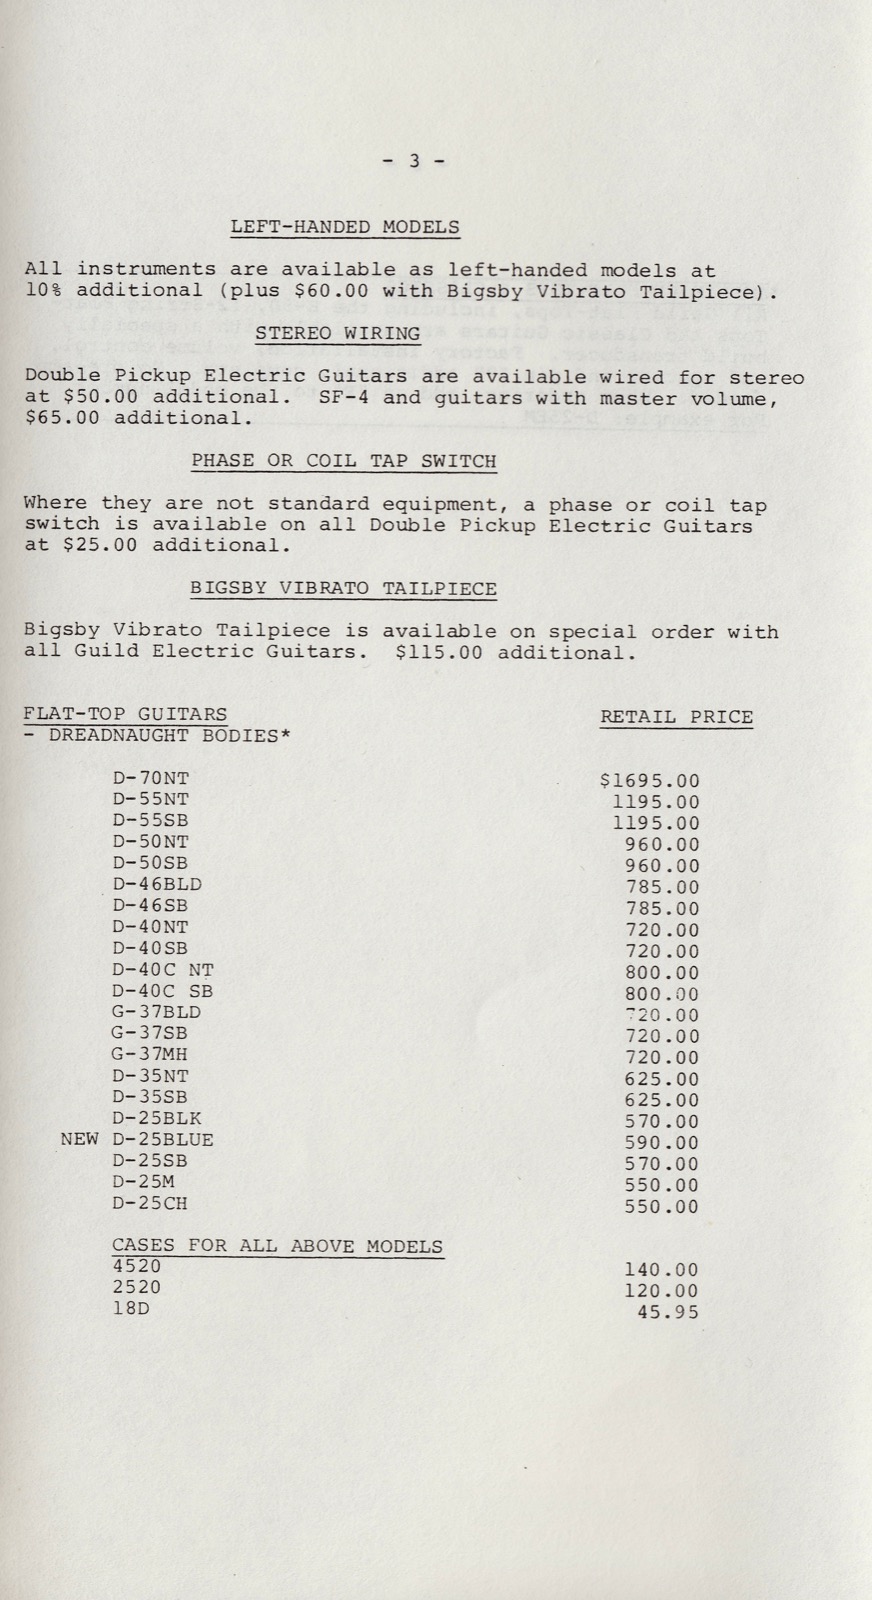 - 3 -
LEFT-HANDED MODELS
All instruments are available as left-handed models at
10% additional (plus $60.00 with Bigsby Vibrato Tailpiece).
STEREO WIRING
Double Pickup Electric Guitars are available wired for stereo
at $50.00 additional. SF-4 and guitars with master volume,
$65.00 additional.
PHASE OR COIL TAP SWITCH
Where they are not standard equipment, a phase or coil tap
switch is available on all Double Pickup Electric Guitars
at $25.00 additional.
BIGSBY VIBRATO TAILPIECE
Bigsby Vibrato Tailpiece is available on special order with
all Guild Electric Guitars. $115.00 additional.
FLAT-TOP GUITARS RETAIL PRICE
- DREADNAUGHT BODIES*
D-70NT $1695.00
D-55NT 1195.00
D-55SB 1195.00
D-50NT 960.00
D-50SB 960.00
D-46BLD 785.00
D-46SB 785.00
D-40NT 720.00
D-40SB 720.00
D-40C NT 800.00
D-40C SB 800.00
G-37BLD 720.00
G-37SB 720.00
G-37MH 720.00
D-35NT 625.00
D-35SB 625.00
D-25BLK 570.00
NEW D-25BLUE 590.00
D-25SB 570.00
D-25M 550.00
D-25CH 550.00
CASES FOR ALL ABOVE MODELS
4520 140.00
2520 120.00
18D 45.95